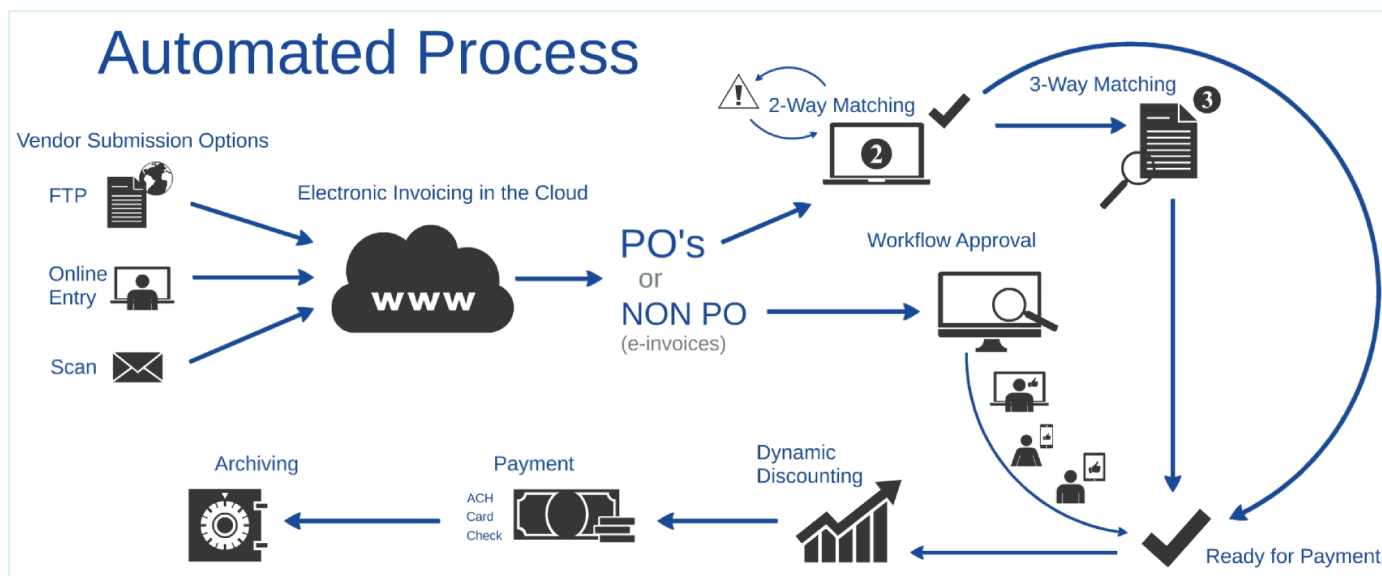 Automated Process
Vendor Submission Options
FTP
Online
Entry
Scan
Electronic Invoicing in the Cloud
www
PO's
or
NON PO
(e-invoices)
2-Way Matching
2
3-Way Matching
3
Workflow Approval
Ready for Payment
Dynamic
Discounting
Payment
ACH
Card
Check
Archiving